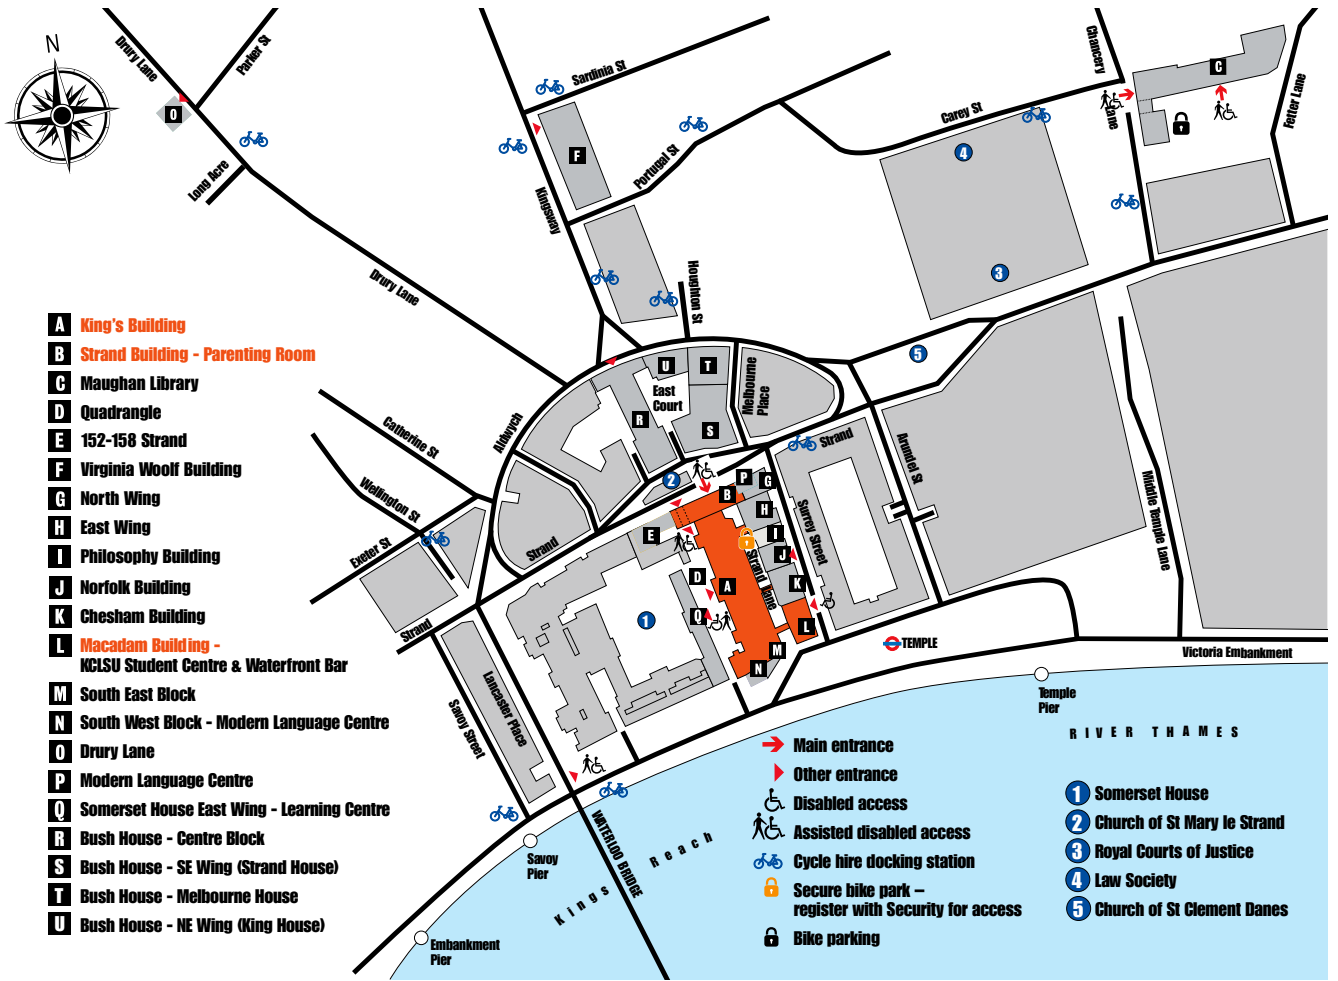 N
Drury Lane
Parker St
O
Long Acre
Drury Lane
Sardinia St
F
Kingsway
Portugal St
Houghton St
Carey St
Chancery
Lane
C
Fetter Lane
4
3
5
A King's Building
B Strand Building - Parenting Room
C Maughan Library
D Quadrangle
E 152-158 Strand
F Virginia Woolf Building
G North Wing
H East Wing
I Philosophy Building
J Norfolk Building
K Chesham Building
L Macadam Building -
KCLSU Student Centre & Waterfront Bar
M South East Block
N South West Block - Modern Language Centre
O Drury Lane
P Modern Language Centre
Q Somerset House East Wing - Learning Centre
R Bush House - Centre Block
S Bush House - SE Wing (Strand House)
T Bush House - Melbourne House
U Bush House - NE Wing (King House)
Catherine St
Wellington St
Exeter St
Aldwych
Strand
Strand
U
T
East
Court
R
S
Melbourne
Place
Strand
2
P
G
B
H
E
I
J
D
A
K
Q
L
M
N
1
Strand Lane
Surrey Street
Arundel St
Middle Temple Lane
TEMPLE
Victoria Embankment
Lancaster Place
Savoy Street
WATERLOO BRIDGE
Temple
Pier
RIVER THAMES
Kings Reach
Savoy
Pier
Embankment
Pier
Main entrance
Other entrance
Disabled access
Assisted disabled access
Cycle hire docking station
Secure bike park –
register with Security for access
Bike parking
1 Somerset House
2 Church of St Mary le Strand
3 Royal Courts of Justice
4 Law Society
5 Church of St Clement Danes